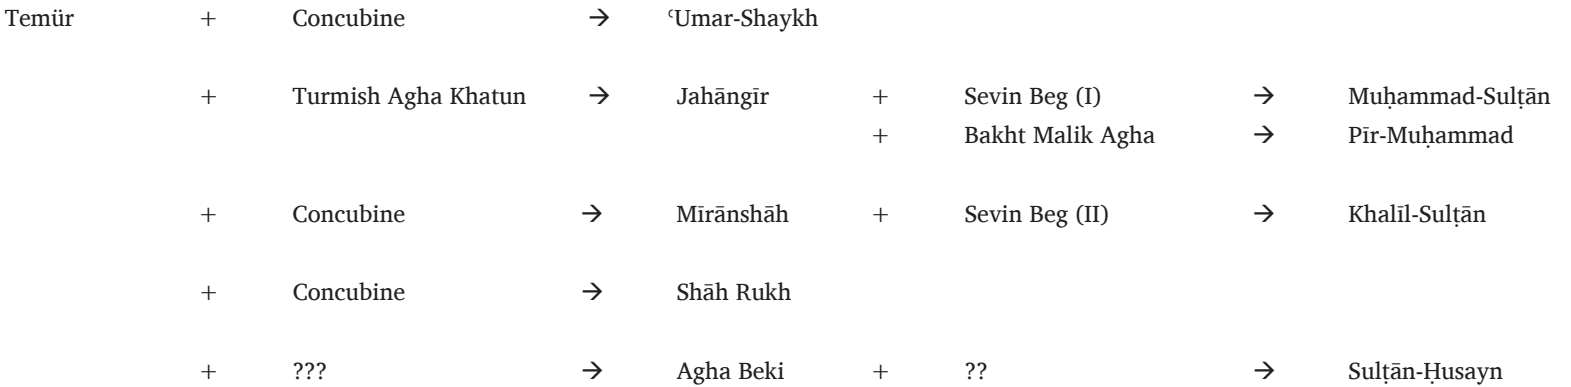 Temür + Concubine → ʿUmar-Shaykh
+ Turmish Agha Khatun → Jahāngīr + Sevin Beg (I) → Muḥammad-Sulṭān
+ Bakht Malik Agha → Pīr-Muḥammad
+ Concubine → Mīrānshāh + Sevin Beg (II) → Khalīl-Sulṭān
+ Concubine → Shāh Rukh
+ ??? → Agha Beki + ?? → Sulṭān-Ḥusayn